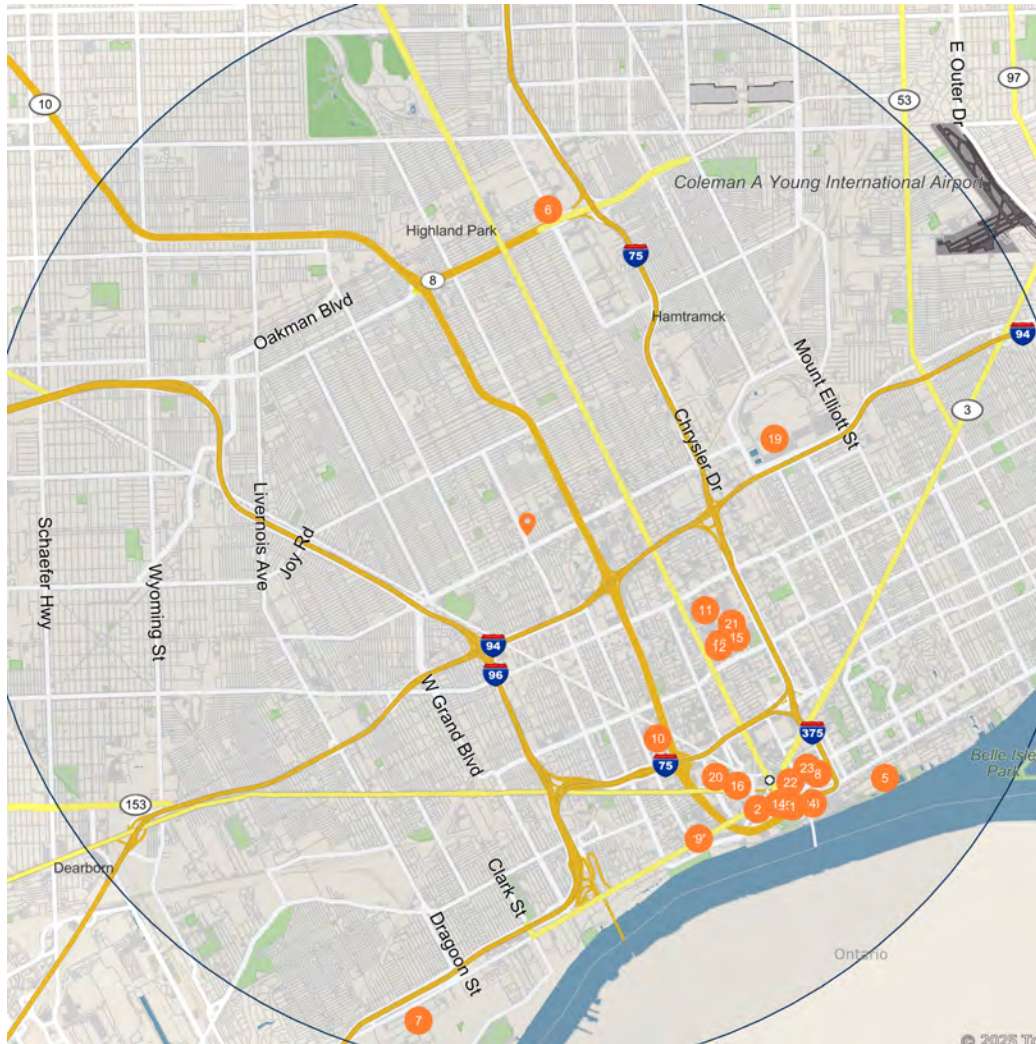 10
53
97
E Outer Dr
Coleman A Young International Airport
6
Highland Park
75
8
Hamtramck
Oakman Blvd
94
Mount Elliott St
3
Chrysler Dr
19
Livernois Ave
Joy Rd
Schaefer Hwy
Wyoming St
11
21
15
12
94
96
W Grand Blvd
10
75
375
Belle Isle
Park
23
8
5
20
16
22
2
14
9
153
Dearborn
Clark St
Dragoon St
Ontario
7
© 2025